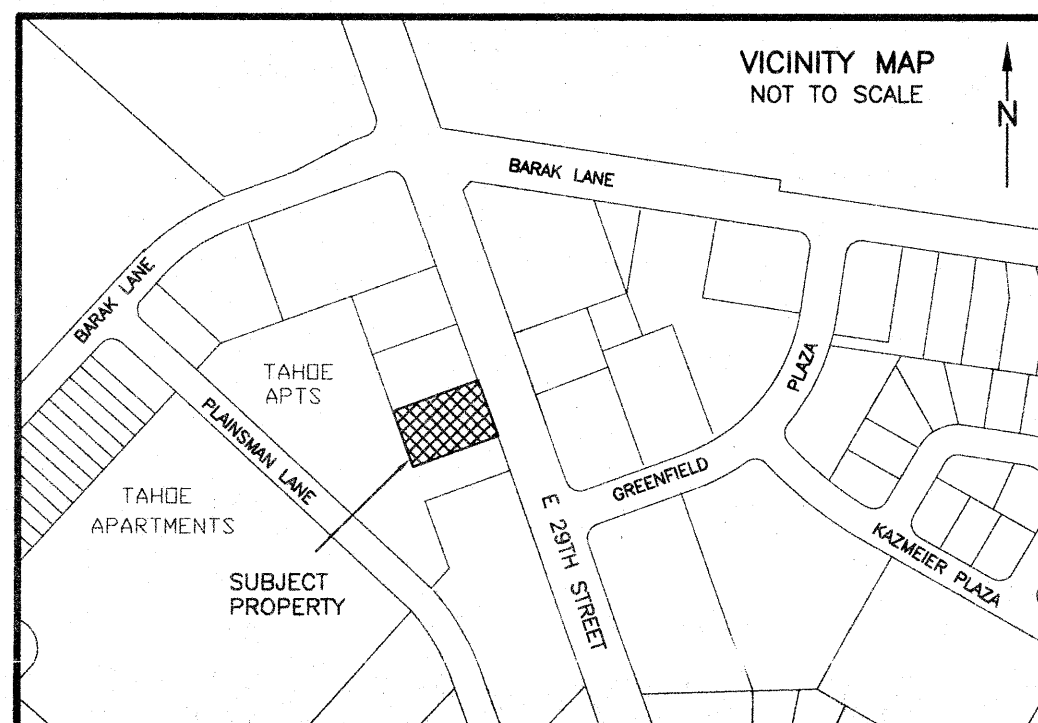 VICINITY MAP
NOT TO SCALE
N
BARAK LANE
BARAK LANE
PLAZA
TAHOE
APTS
PLAINSMAN LANE
GREENFIELD
TAHOE
APARTMENTS
E 29TH STREET
KAZMEIER PLAZA
SUBJECT
PROPERTY